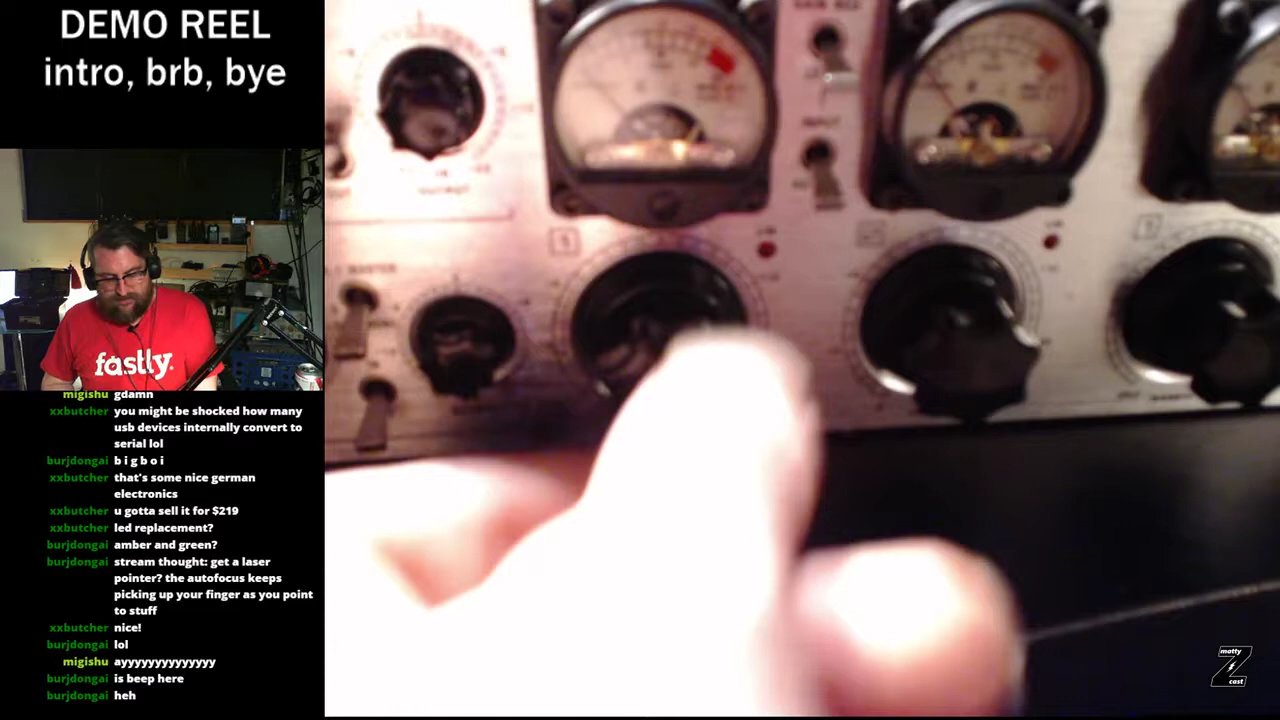 DEMO REEL
intro, brb, bye
fastly.
migishu gdamn
xxbutcher you might be shocked how many
usb devices internally convert to
serial lol
burjdongai b i g b o i
xxbutcher that's some nice german
electronics
xxbutcher u gotta sell it for $219
xxbutcher led replacement?
burjdongai amber and green?
burjdongai stream thought: get a laser
pointer? the autofocus keeps
picking up your finger as you point
to stuff
xxbutcher nice!
burjdongai lol
migishu ayyyyyyyyyyyyyy
burjdongai is beep here
burjdongai heh
matty
Z
cast